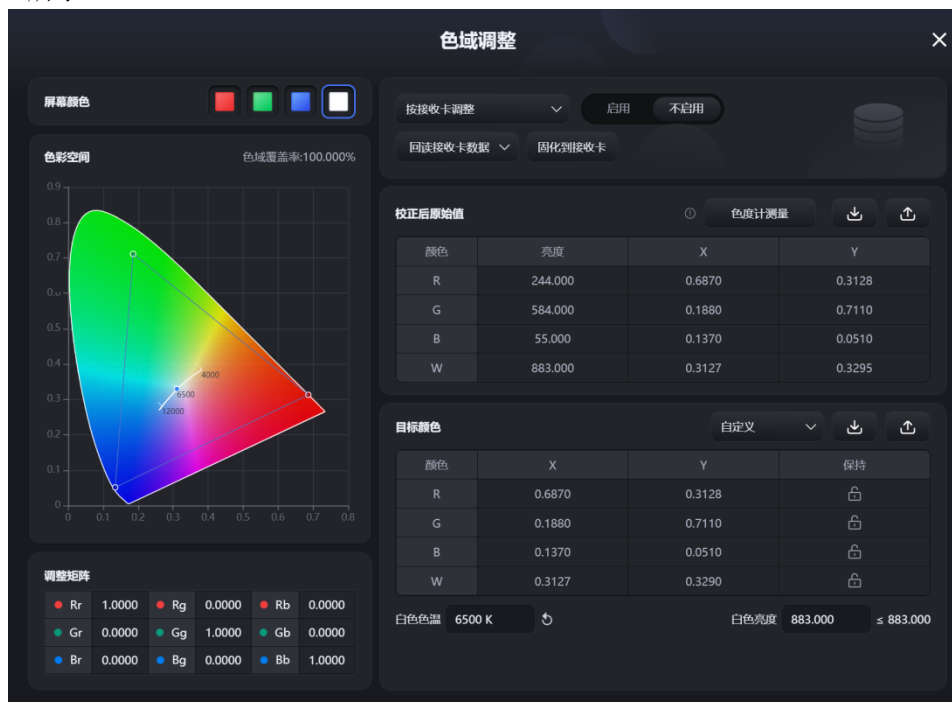 色域调整
屏幕颜色
色彩空间
色域覆盖率:100.000%
0.9
0.8
0.7
0.5
0.4
0.3
0.2
0.1
0
0 0.1 0.2 0.3 0.4 0.5 0.6 0.7 0.8
4000
6500
12000
调整矩阵
Rr 1.0000 Rg 0.0000 Rb 0.0000
Gr 0.0000 Gg 1.0000 Gb 0.0000
Br 0.0000 Bg 0.0000 Bb 1.0000
按接收卡调整 启用 不启用
回读接收卡数据 固化到接收卡
校正后原始值 色度计测量
颜色 亮度 X Y
R 244.000 0.6870 0.3128
G 584.000 0.1880 0.7110
B 55.000 0.1370 0.0510
W 883.000 0.3127 0.3295
目标颜色 自定义
颜色 X Y 保持
R 0.6870 0.3128
G 0.1880 0.7110
B 0.1370 0.0510
W 0.3127 0.3290
白色色温 6500 K 白色亮度 883.000 ≤ 883.000